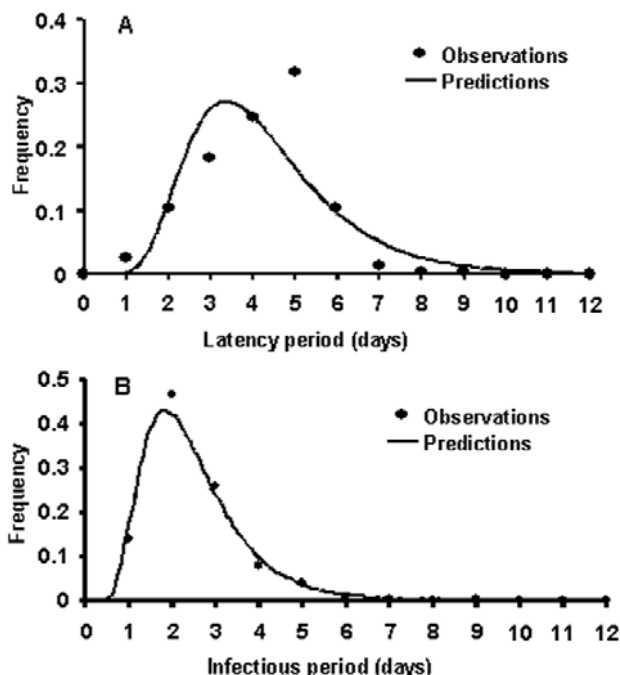 A
0.4
0.3
0.2
0.1
0
Frequency
Observations
Predictions
0 1 2 3 4 5 6 7 8 9 10 11 12
Latency period (days)
B
0.5
0.4
0.3
0.2
0.1
0
Frequency
Observations
Predictions
0 1 2 3 4 5 6 7 8 9 10 11 12
Infectious period (days)